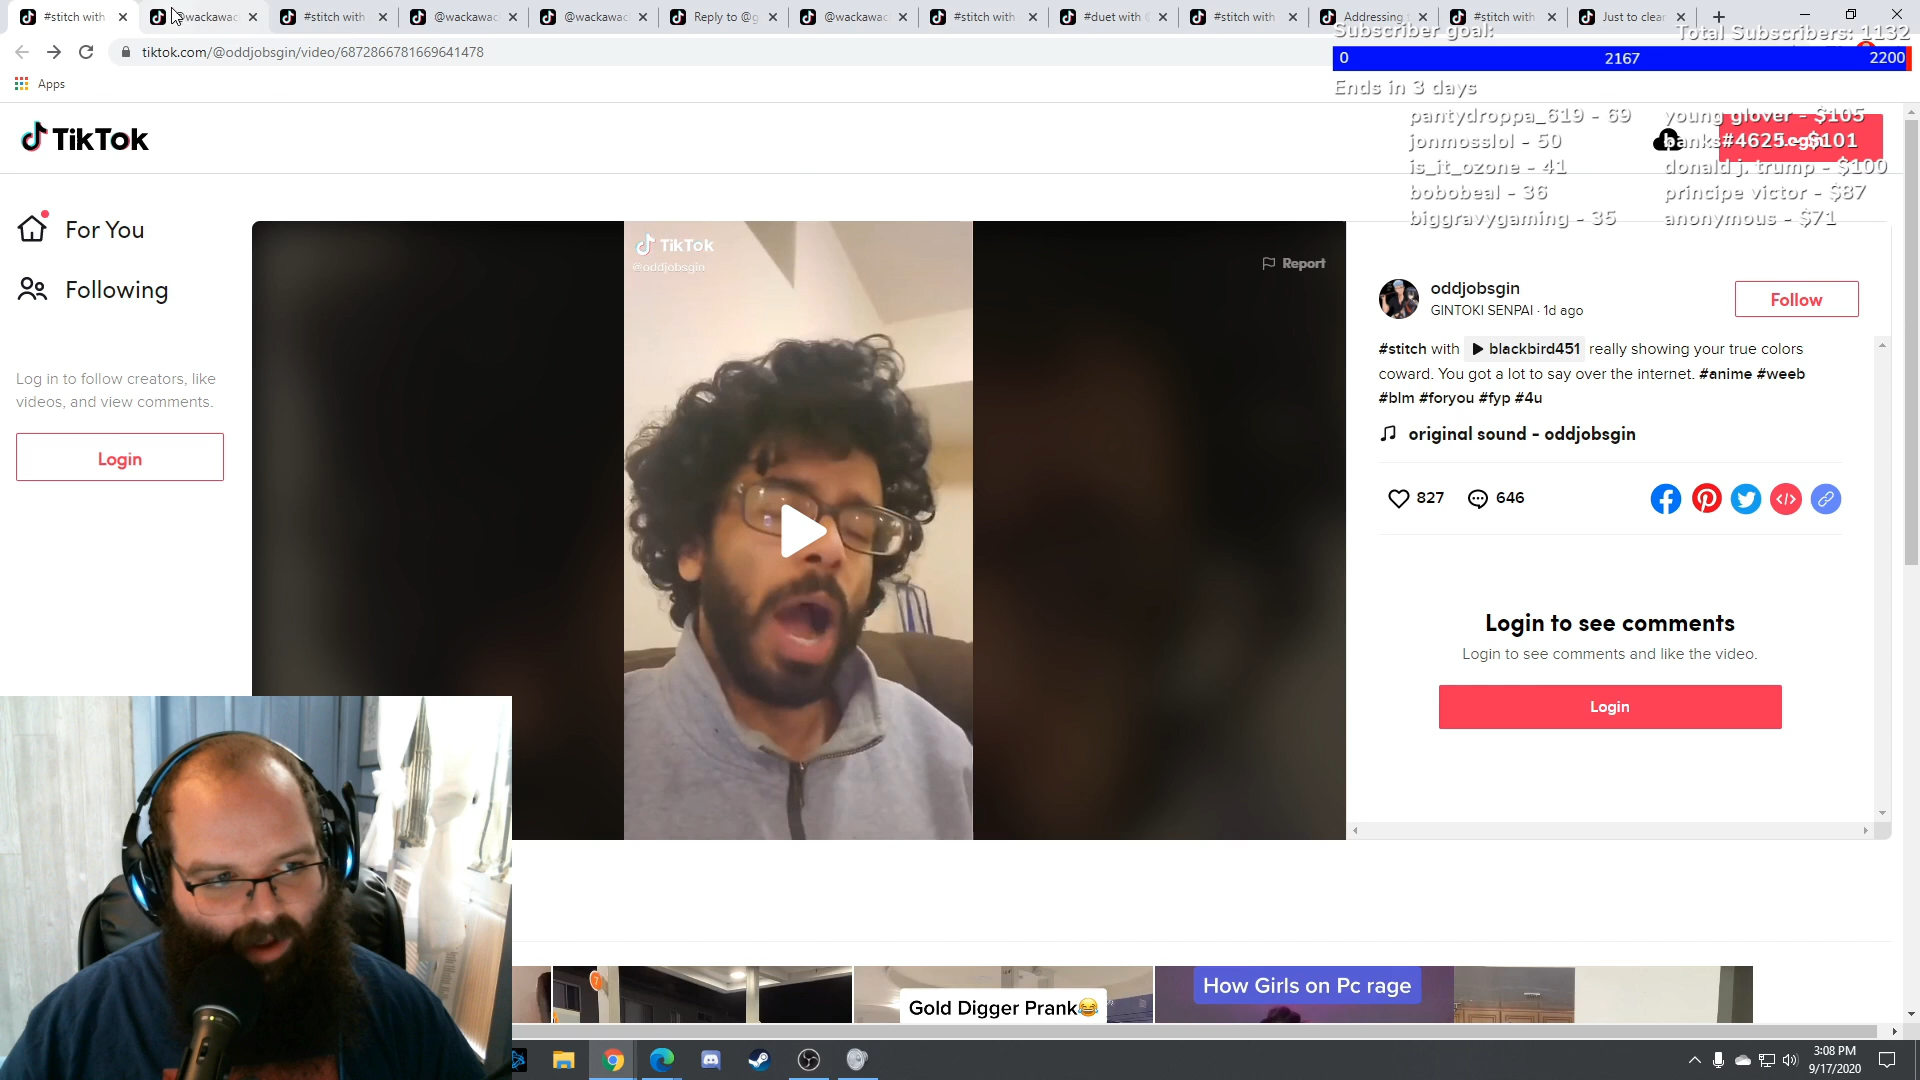 #stitch with
@wackawac
#stitch with
@wackawac
@wackawac
Reply to @g
@wackawac
#stitch with
#duet with
#stitch with
Addressing
#stitch with
Just to clear
tiktok.com/@oddjobsgin/video/6872866781669641478
Apps
Subscriber goal:
Total Subscribers: 1132
0 2167 2200
Ends in 3 days
pantydroppa_619 - 69
jonmosslol - 50
is_it_ozone - 41
bobobeal - 36
biggravygaming - 35
young glover - $105
banks#4625 - $101
donald j. trump - $100
principe victor - $87
anonymous - $71
Login
TikTok
For You
Following
Log in to follow creators, like
videos, and view comments.
Login
TikTok
@oddjobsgin
Report
oddjobsgin
GINTOKI SENPAI · 1d ago
Follow
#stitch with ▶ blackbird451 really showing your true colors
coward. You got a lot to say over the internet. #anime #weeb
#blm #foryou #fyp #4u
original sound - oddjobsgin
827 646
Login to see comments
Login to see comments and like the video.
Login
Gold Digger Prank😂
How Girls on Pc rage
3:08 PM
9/17/2020